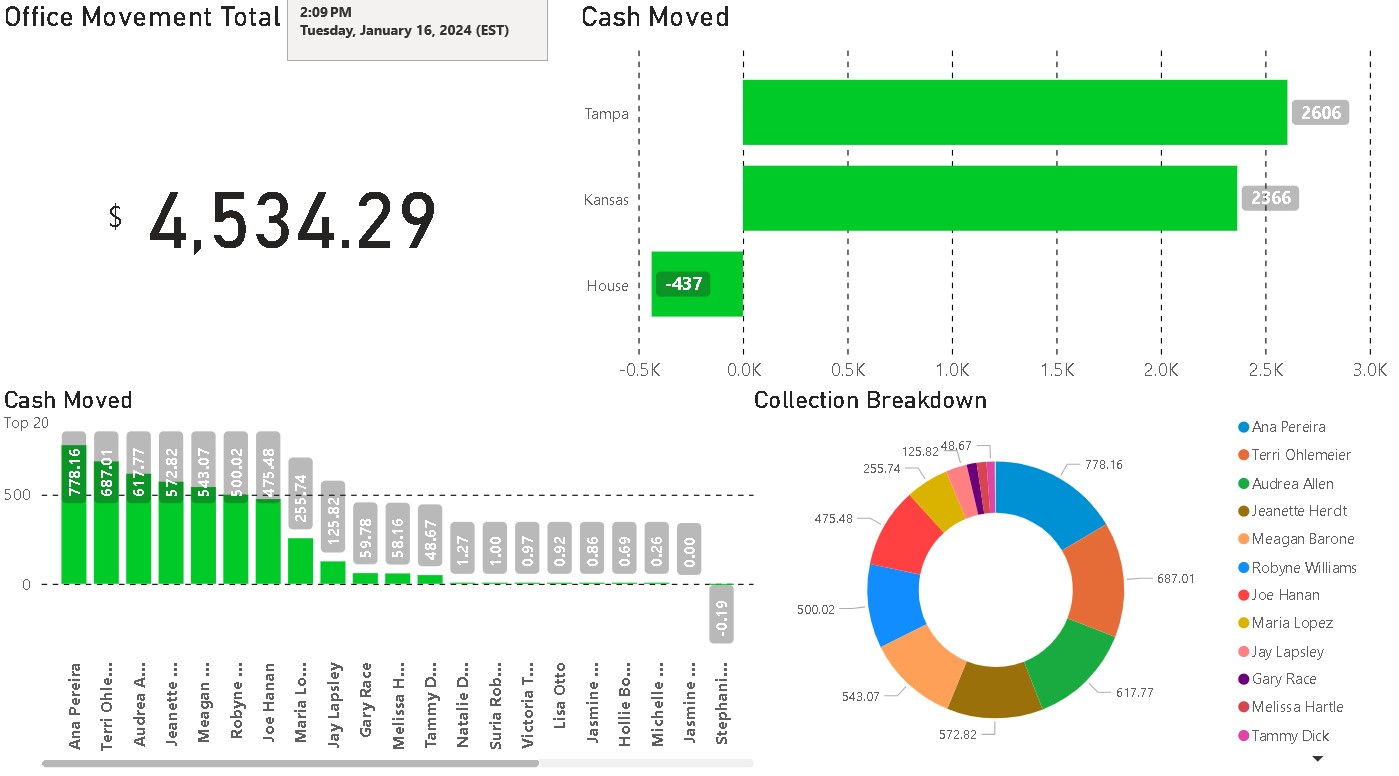 Office Movement Total
2:09 PM
Tuesday, January 16, 2024 (EST)
$ 4,534.29
Cash Moved
Tampa
2606
Kansas
2366
House
-437
-0.5K 0.0K 0.5K 1.0K 1.5K 2.0K 2.5K 3.0K
Cash Moved
Top 20
500
0
778.16 687.01 617.77 572.82 543.07 500.02 475.48 255.74 125.82 59.78 58.16 48.67 1.27 1.00 0.97 0.92 0.86 0.69 0.26 0.00 -0.19
Ana Pereira
Terri Ohle...
Audrea A...
Jeanette ...
Meagan ...
Robyne ...
Joe Hanan
Maria Lo...
Jay Lapsley
Gary Race
Melissa H...
Tammy D...
Natalie D...
Suria Rob...
Victoria T...
Lisa Otto
Jasmine ...
Hollie Bo...
Michelle ...
Jasmine ...
Stephani...
Collection Breakdown
778.16
687.01
617.77
572.82
543.07
500.02
475.48
255.74
125.82
48.67
Ana Pereira
Terri Ohlemeier
Audrea Allen
Jeanette Herdt
Meagan Barone
Robyne Williams
Joe Hanan
Maria Lopez
Jay Lapsley
Gary Race
Melissa Hartle
Tammy Dick